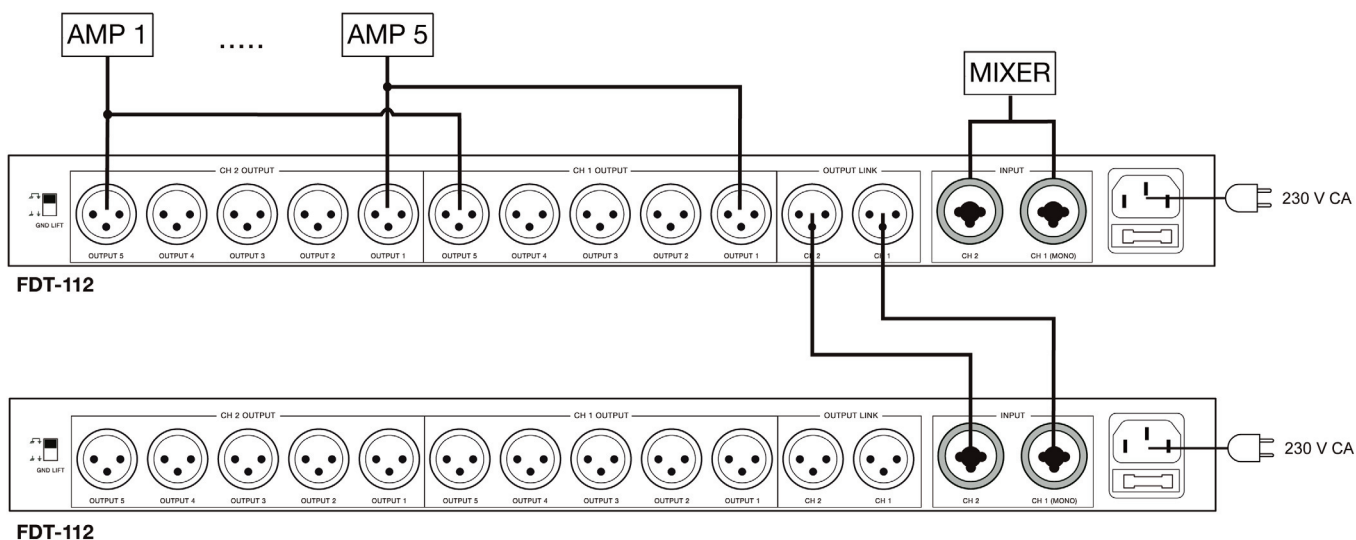 AMP 1 ..... AMP 5
MIXER
CH 2 OUTPUT CH 1 OUTPUT OUTPUT LINK INPUT
GND LIFT
230 V CA
OUTPUT 5 OUTPUT 4 OUTPUT 3 OUTPUT 2 OUTPUT 1 OUTPUT 5 OUTPUT 4 OUTPUT 3 OUTPUT 2 OUTPUT 1 CH 2 CH 1 CH 2 CH 1 (MONO)
FDT-112
CH 2 OUTPUT CH 1 OUTPUT OUTPUT LINK INPUT
GND LIFT
230 V CA
OUTPUT 5 OUTPUT 4 OUTPUT 3 OUTPUT 2 OUTPUT 1 OUTPUT 5 OUTPUT 4 OUTPUT 3 OUTPUT 2 OUTPUT 1 CH 2 CH 1 CH 2 CH 1 (MONO)
FDT-112